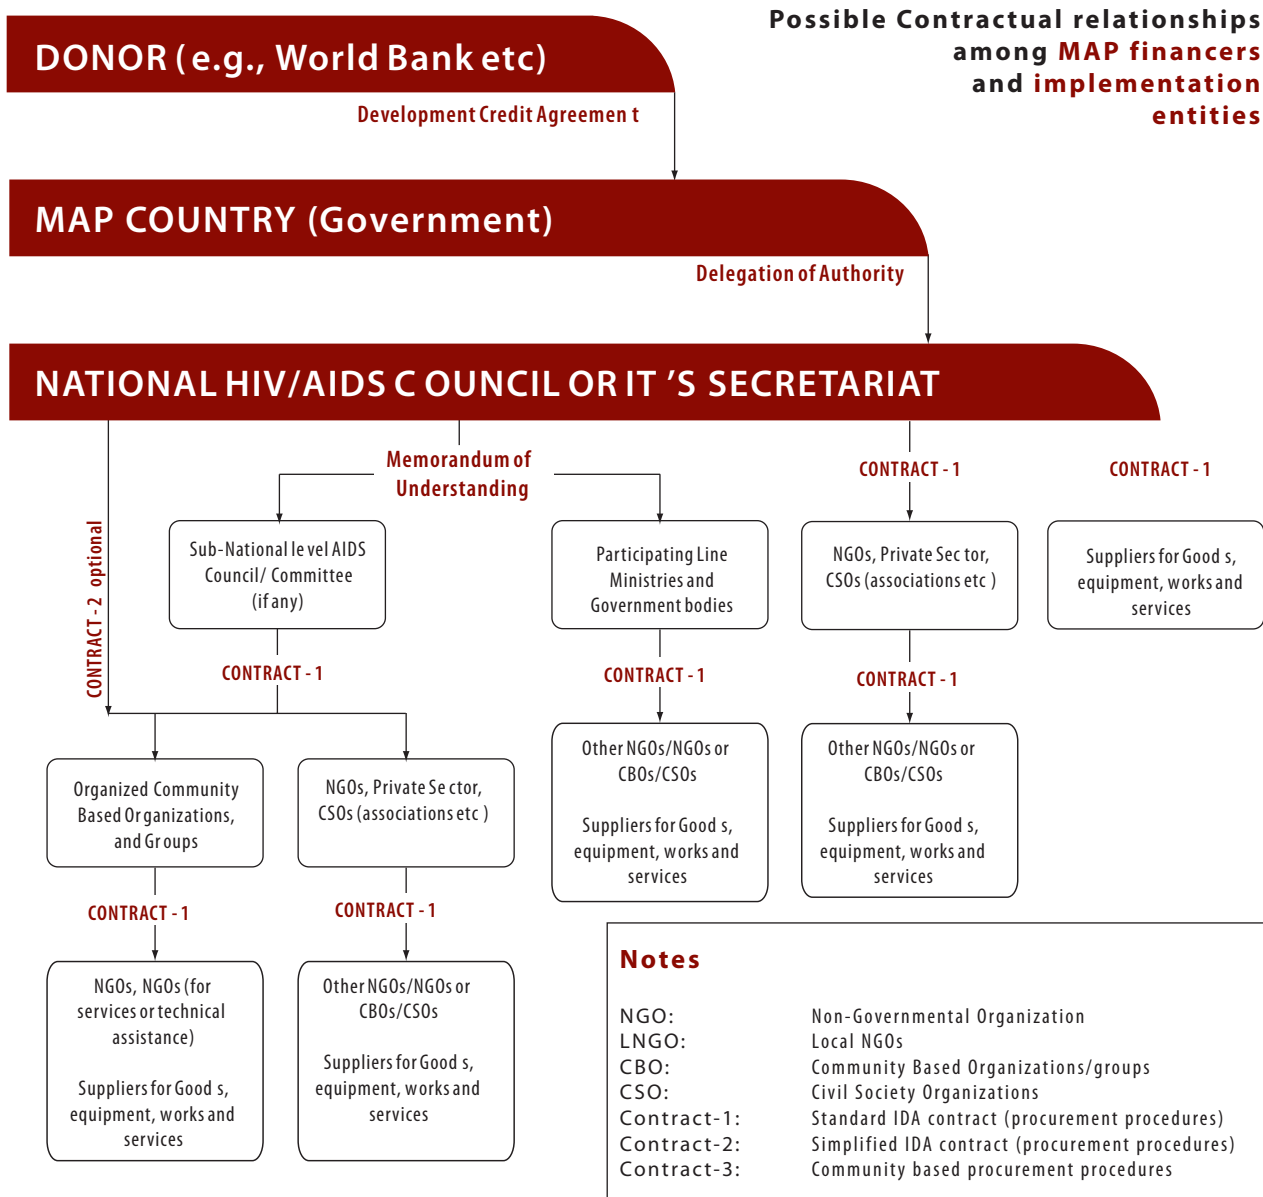 Possible Contractual relationships
among MAP financers
and implementation
entities
DONOR (e.g., World Bank etc)
Development Credit Agreemen t
MAP COUNTRY (Government)
Delegation of Authority
NATIONAL HIV/AIDS C OUNCIL OR IT 'S SECRETARIAT
CONTRACT - 2 optional
Memorandum of
Understanding
CONTRACT - 1
CONTRACT - 1
Sub-National le vel AIDS
Council/ Committee
(if any)
Participating Line
Ministries and
Government bodies
NGOs, Private Sec tor,
CSOs (associations etc )
Suppliers for Good s,
equipment, works and
services
CONTRACT - 1
CONTRACT - 1
CONTRACT - 1
Organized Community
Based Or ganizations,
and Gr oups
NGOs, Private Se ctor,
CSOs (associations etc )
Other NGOs/NGOs or
CBOs/CSOs
Suppliers for Good s,
equipment, works and
services
Other NGOs/NGOs or
CBOs/CSOs
Suppliers for Good s,
equipment, works and
services
CONTRACT - 1
CONTRACT - 1
NGOs, NGOs (for
services or technical
assistance)
Suppliers for Good s,
equipment, works and
services
Other NGOs/NGOs or
CBOs/CSOs
Suppliers for Good s,
equipment, works and
services
Notes
NGO: Non-Governmental Organization
LNGO: Local NGOs
CBO: Community Based Organizations/groups
CSO: Civil Society Organizations
Contract-1: Standard IDA contract (procurement procedures)
Contract-2: Simplified IDA contract (procurement procedures)
Contract-3: Community based procurement procedures